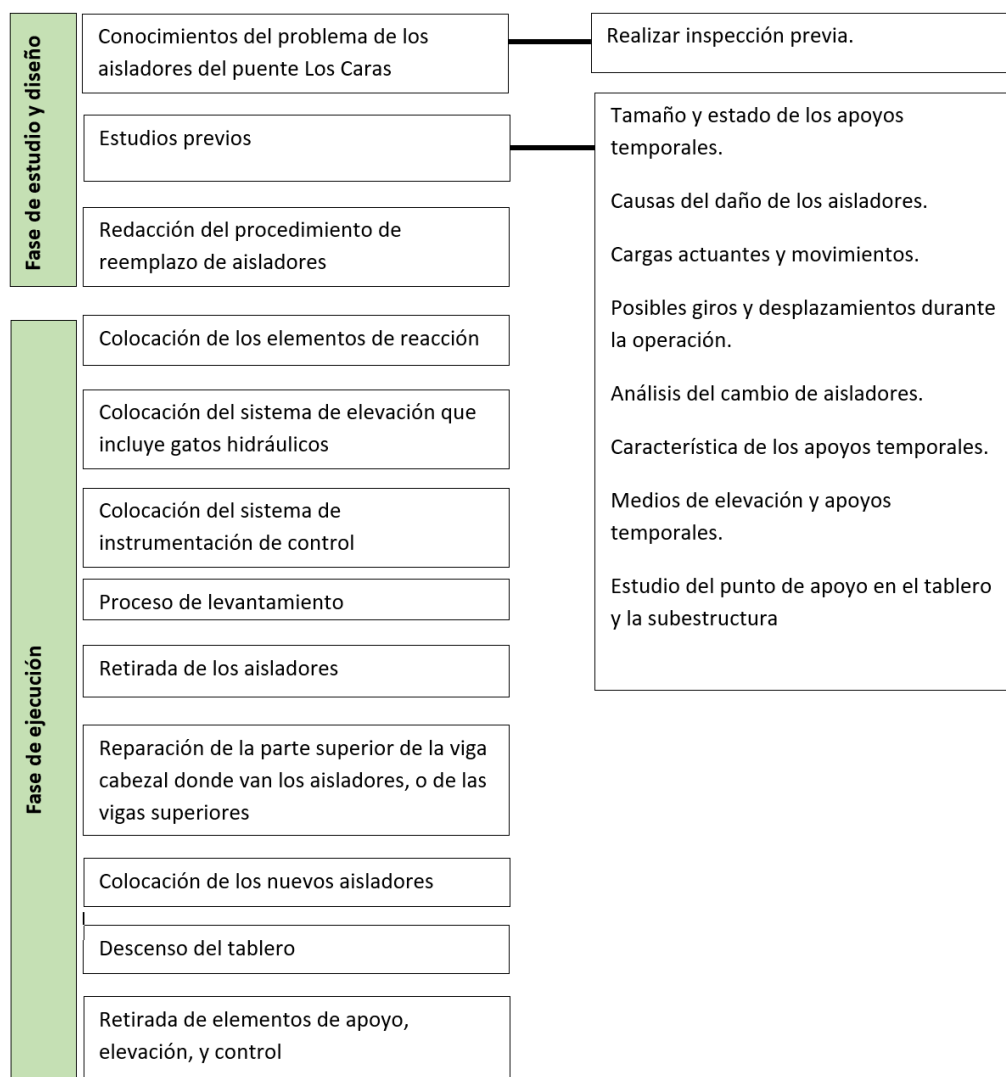 Fase de estudio y diseño
Conocimientos del problema de los
aisladores del puente Los Caras
Realizar inspección previa.
Estudios previos
Tamaño y estado de los apoyos
temporales.
Causas del daño de los aisladores.
Cargas actuantes y movimientos.
Posibles giros y desplazamientos durante
la operación.
Análisis del cambio de aisladores.
Característica de los apoyos temporales.
Medios de elevación y apoyos
temporales.
Estudio del punto de apoyo en el tablero
y la subestructura
Redacción del procedimiento de
reemplazo de aisladores
Fase de ejecución
Colocación de los elementos de reacción
Colocación del sistema de elevación que
incluye gatos hidráulicos
Colocación del sistema de
instrumentación de control
Proceso de levantamiento
Retirada de los aisladores
Reparación de la parte superior de la viga
cabezal donde van los aisladores, o de las
vigas superiores
Colocación de los nuevos aisladores
Descenso del tablero
Retirada de elementos de apoyo,
elevación, y control